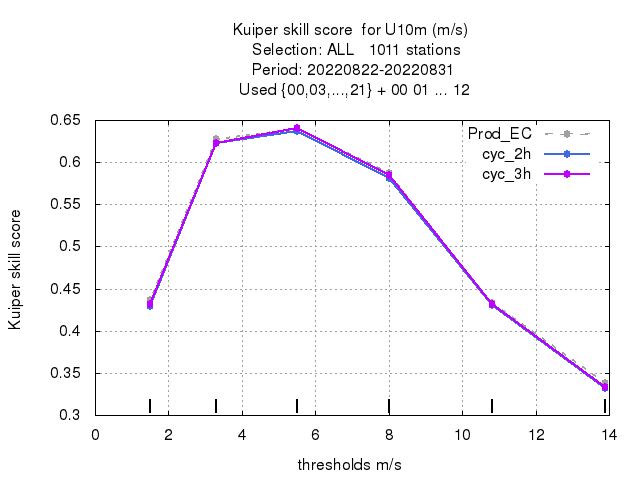 Kuiper skill score  for U10m (m/s)
Selection: ALL   1011 stations
Period: 20220822-20220831
Used {00,03,...,21} + 00 01 ... 12
Prod_EC
cyc_2h
cyc_3h
Kuiper skill score
0.65
0.6
0.55
0.5
0.45
0.4
0.35
0.3
0 2 4 6 8 10 12 14
thresholds m/s